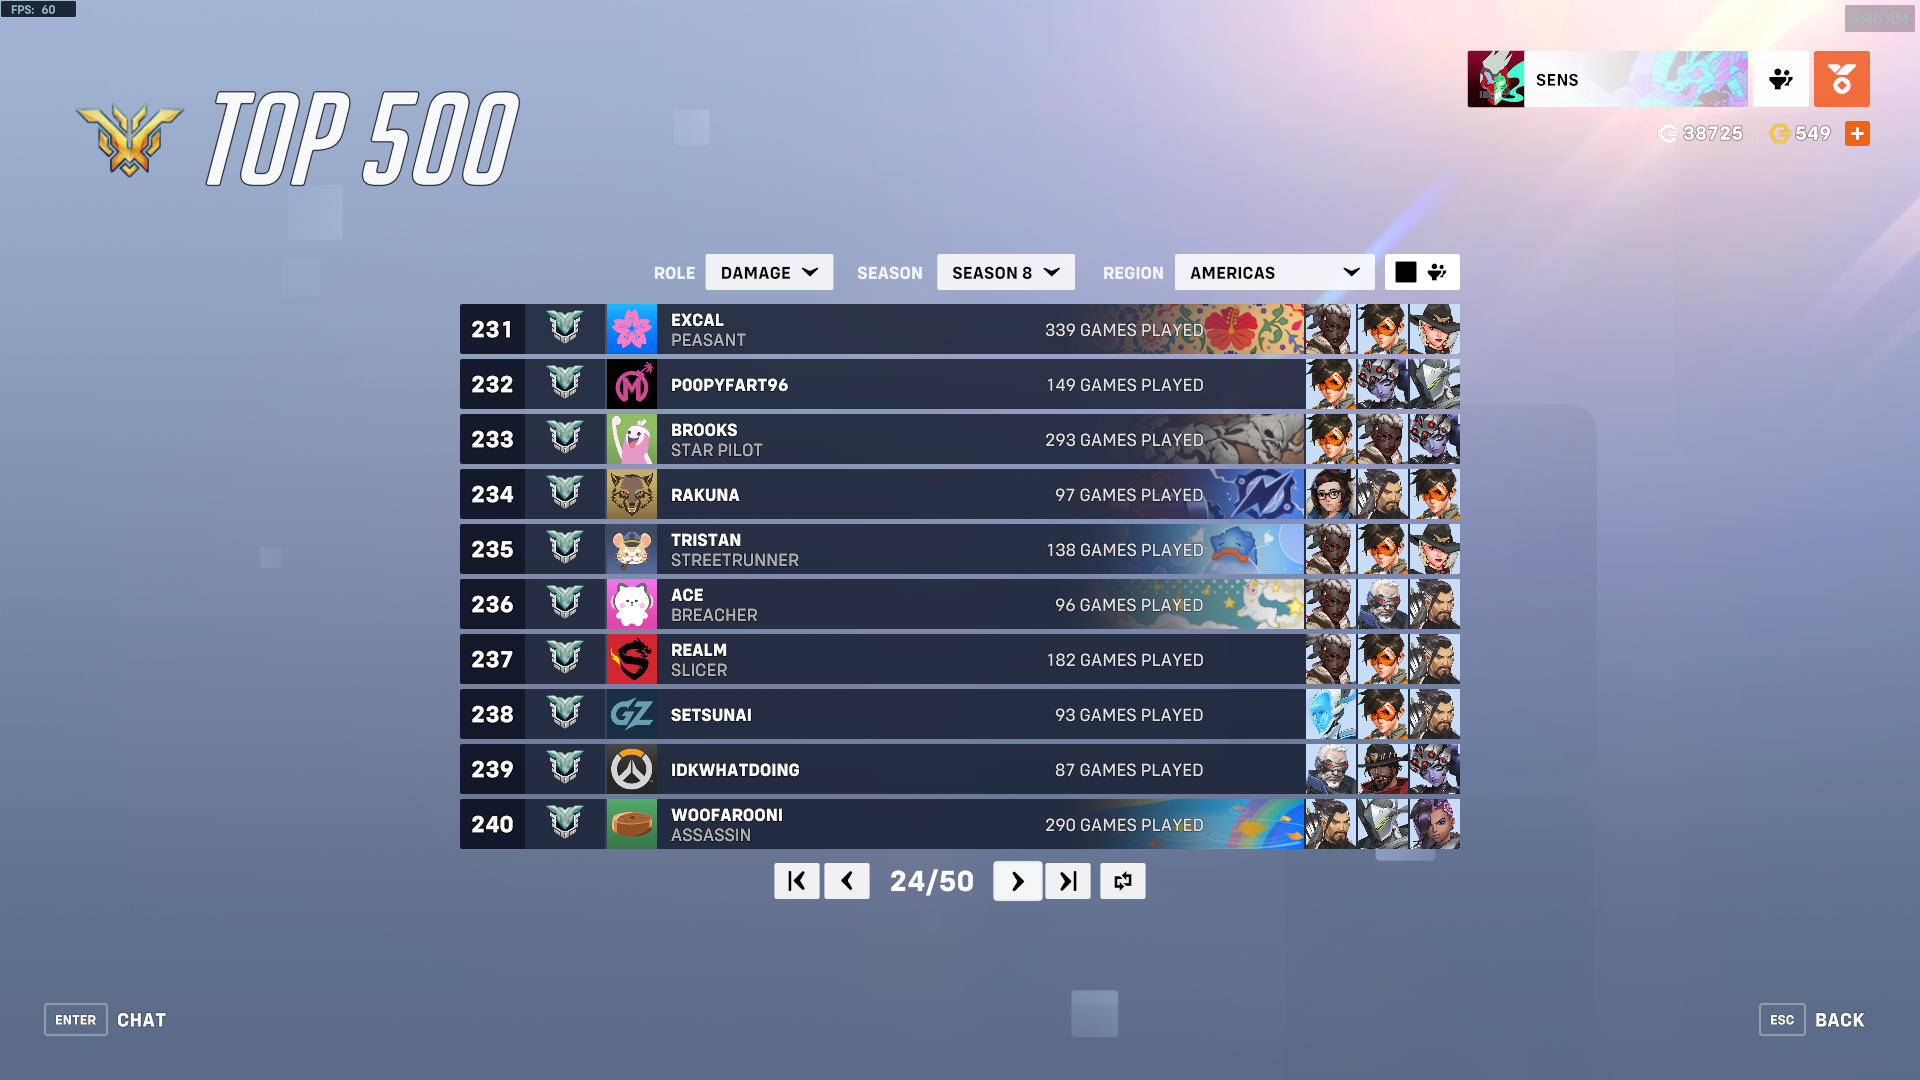 FPS: 60
9:45 AM
TOP 500
SENS
38725
549
ROLE DAMAGE SEASON SEASON 8 REGION AMERICAS
231 EXCAL 339 GAMES PLAYED
PEASANT
232 POOPYFART96 149 GAMES PLAYED
233 BROOKS 293 GAMES PLAYED
STAR PILOT
234 RAKUNA 97 GAMES PLAYED
235 TRISTAN 138 GAMES PLAYED
STREETRUNNER
236 ACE 96 GAMES PLAYED
BREACHER
237 REALM 182 GAMES PLAYED
SLICER
238 GZ SETSUNAI 93 GAMES PLAYED
239 IDKWHATDOING 87 GAMES PLAYED
240 WOOFAROONI 290 GAMES PLAYED
ASSASSIN
24/50
ENTER CHAT
ESC BACK